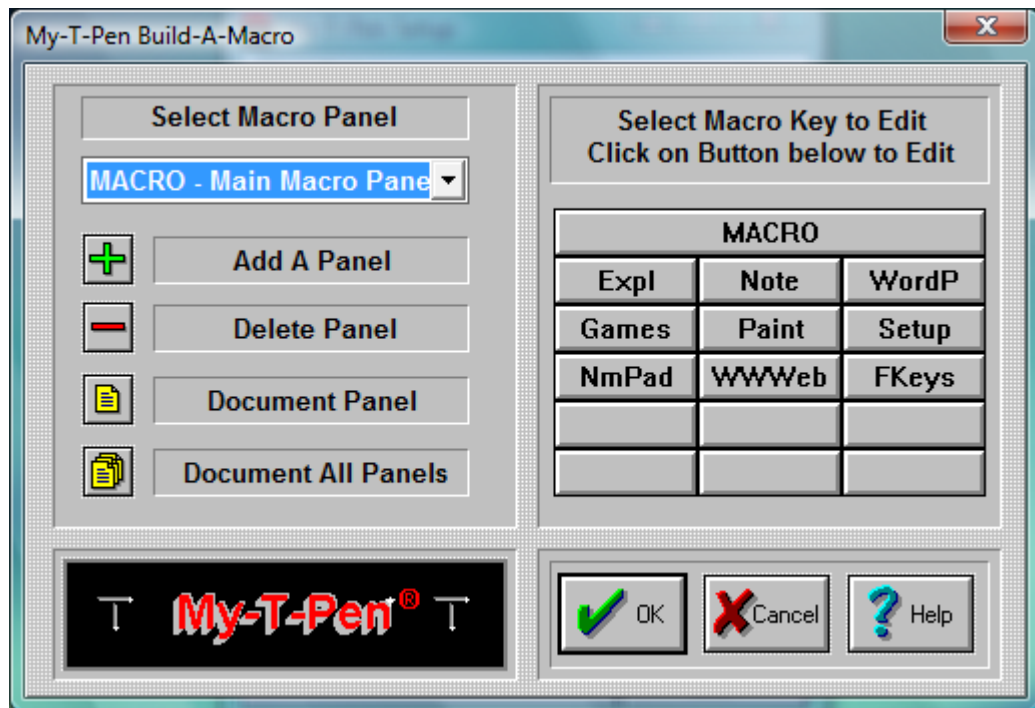 My-T-Pen Build-A-Macro
Select Macro Panel
MACRO - Main Macro Pane
Add A Panel
Delete Panel
Document Panel
Document All Panels
Select Macro Key to Edit
Click on Button below to Edit
MACRO
Expl Note WordP
Games Paint Setup
NmPad WWWeb FKeys
T My-T-Pen® T
OK Cancel Help